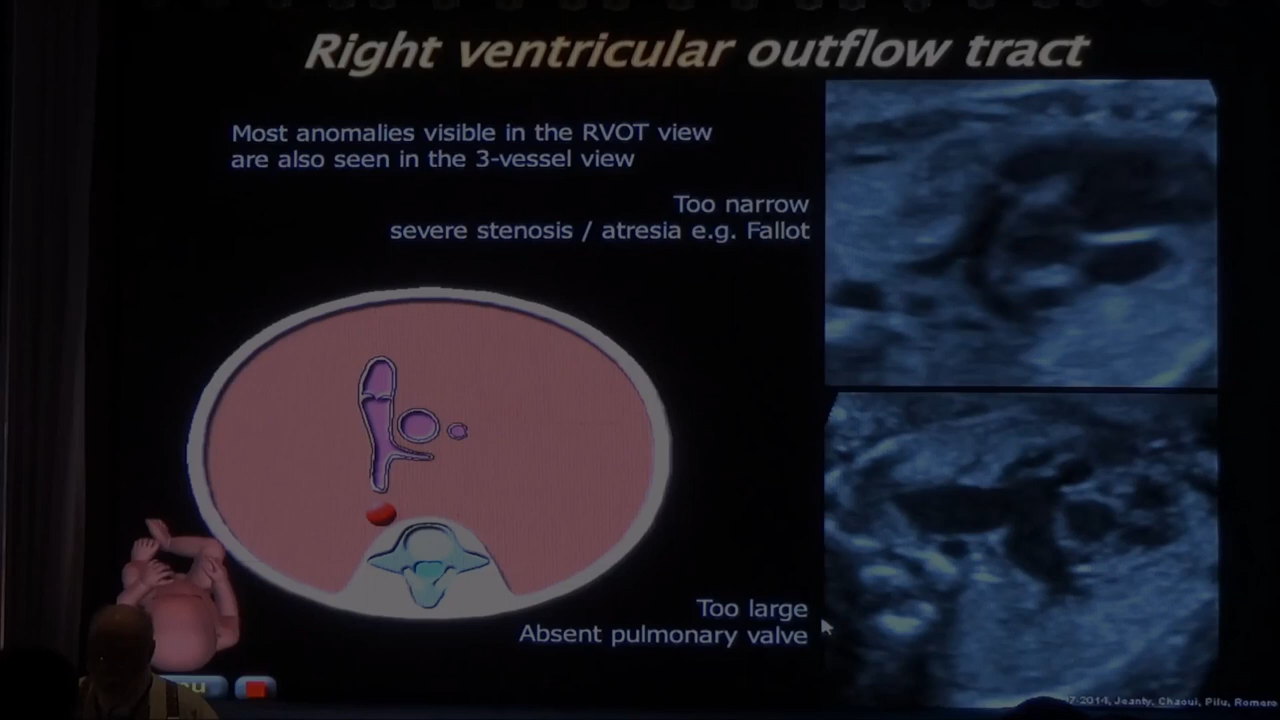 Right ventricular outflow tract
Most anomalies visible in the RVOT view
are also seen in the 3-vessel view
Too narrow
severe stenosis / atresia e.g. Fallot
Too large
Absent pulmonary valve
-2014, Jeanty, Chaoui, Pilu, Romero